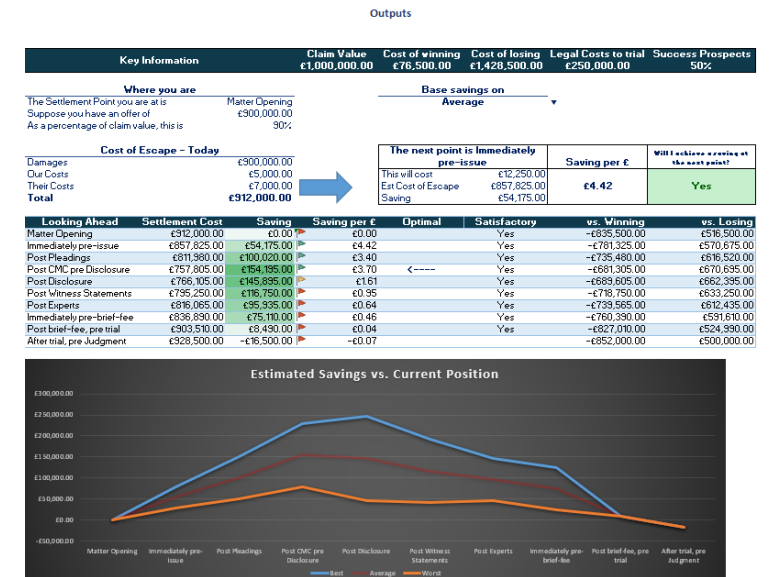 Outputs
Key Information Claim Value Cost of winning Cost of losing Legal Costs to trial Success Prospects
£1,000,000.00 £76,500.00 £1,428,500.00 £250,000.00 50%
Where you are Base savings on
The Settlement Point you are at is Matter Opening Average
Suppose you have an offer of £900,000.00
As a percentage of claim value, this is 90%
Cost of Escape - Today The next point is Immediately pre-issue Saving per £ Will I achieve a saving at the next point?
Damages £900,000.00
Our Costs £5,000.00 This will cost £12,250.00
Their Costs £7,000.00 Est Cost of Escape £857,825.00 £4.42 Yes
Total £912,000.00 Saving £54,175.00
Looking Ahead Settlement Cost Saving Saving per £ Optimal Satisfactory vs. Winning vs. Losing
Matter Opening £912,000.00 £0.00 £0.00 Yes -£835,500.00 £516,500.00
Immediately pre-issue £857,825.00 £54,175.00 £4.42 Yes -£781,325.00 £570,675.00
Post Pleadings £811,980.00 £100,020.00 £3.40 Yes -£735,480.00 £616,520.00
Post CMC pre Disclosure £757,805.00 £154,195.00 £3.70 <---- Yes -£681,305.00 £670,695.00
Post Disclosure £766,105.00 £145,895.00 £1.61 Yes -£689,605.00 £662,395.00
Post Witness Statements £795,250.00 £116,750.00 £0.95 Yes -£718,750.00 £633,250.00
Post Experts £816,065.00 £95,935.00 £0.64 Yes -£739,565.00 £612,435.00
Immediately pre-brief-fee £836,890.00 £75,110.00 £0.46 Yes -£760,390.00 £591,610.00
Post brief-fee, pre trial £903,510.00 £8,490.00 £0.04 Yes -£827,010.00 £524,990.00
After trial, pre Judgment £928,500.00 -£16,500.00 -£0.07 -£852,000.00 £500,000.00
Estimated Savings vs. Current Position
£300,000.00
£250,000.00
£200,000.00
£150,000.00
£100,000.00
£50,000.00
£0.00
-£50,000.00
Matter Opening Immediately pre-issue Post Pleadings Post CMC pre Disclosure Post Disclosure Post Witness Statements Post Experts Immediately pre-brief-fee Post brief-fee, pre trial After trial, pre Judgment
Best Average Worst